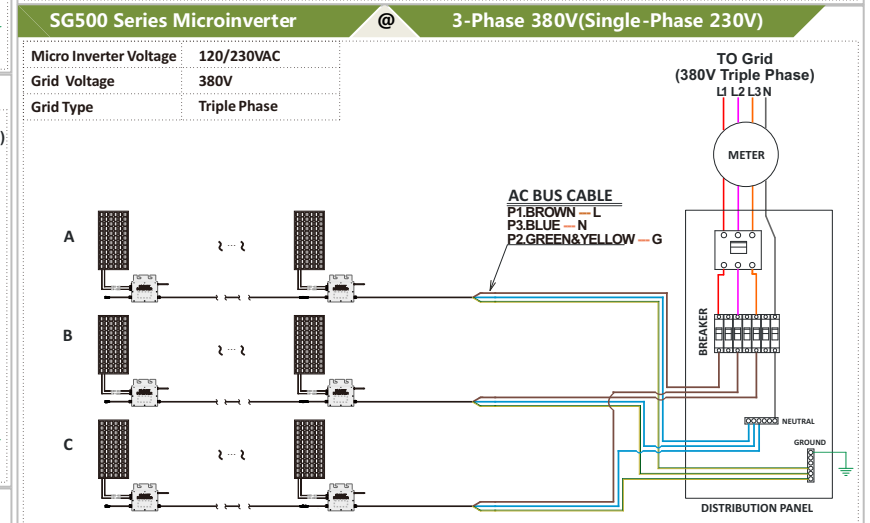 SG500 Series Microinverter @ 3-Phase 380V(Single-Phase 230V)
Micro Inverter Voltage 120/230VAC
Grid Voltage 380V
Grid Type Triple Phase
TO Grid
(380V Triple Phase)
L1 L2 L3 N
METER
)
AC BUS CABLE
P1.BROWN — L
P3.BLUE — N
P2.GREEN&YELLOW — G
A
B
C
BREAKER
NEUTRAL
GROUND
DISTRIBUTION PANEL